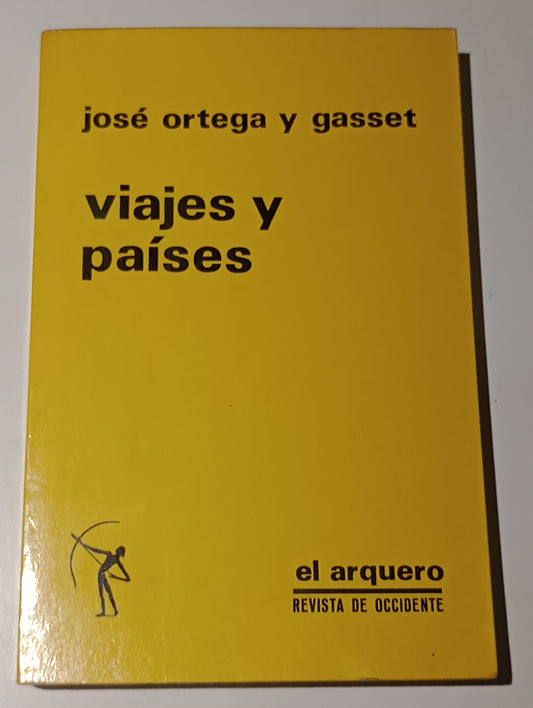 josé ortega y gasset
viajes y
países
el arquero
REVISTA DE OCCIDENTE